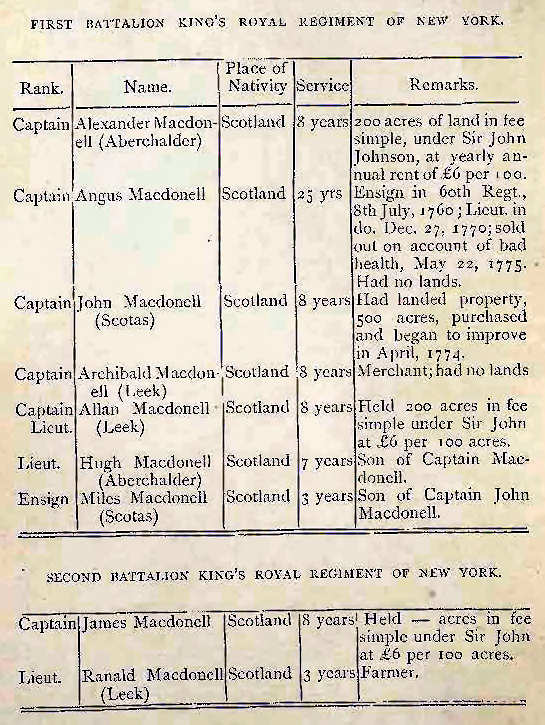 FIRST BATTALION KING'S ROYAL REGIMENT OF NEW YORK.
Rank. Name. Place of Nativity Service Remarks.
Captain Alexander Macdon- Scotland 8 years 200 acres of land in fee
ell (Aberchalder) simple, under Sir John
Johnson, at yearly an-
nual rent of £6 per 100.
Captain Angus Macdonell Scotland 25 yrs Ensign in 60th Regt.,
8th July, 1760; Lieut. in
do. Dec. 27, 1770; sold
out on account of bad
health, May 22, 1775.
Had no lands.
Captain John Macdonell Scotland 8 years Had landed property,
(Scotas) 500 acres, purchased
and began to improve
in April, 1774.
Captain Archibald Macdon- Scotland 8 years Merchant; had no lands
ell (Leek)
Captain Allan Macdonell Scotland 8 years Held 200 acres in fee
Lieut. (Leek) simple under Sir John
at £6 per 100 acres.
Lieut. Hugh Macdonell Scotland 7 years Son of Captain Mac-
(Aberchalder) donell.
Ensign Miles Macdonell Scotland 3 years Son of Captain John
(Scotas) Macdonell.
SECOND BATTALION KING'S ROYAL REGIMENT OF NEW YORK.
Captain James Macdonell Scotland 8 years Held — acres in fee
simple under Sir John
at £6 per 100 acres.
Lieut. Ranald Macdonell Scotland 3 years Farmer.
(Leek)